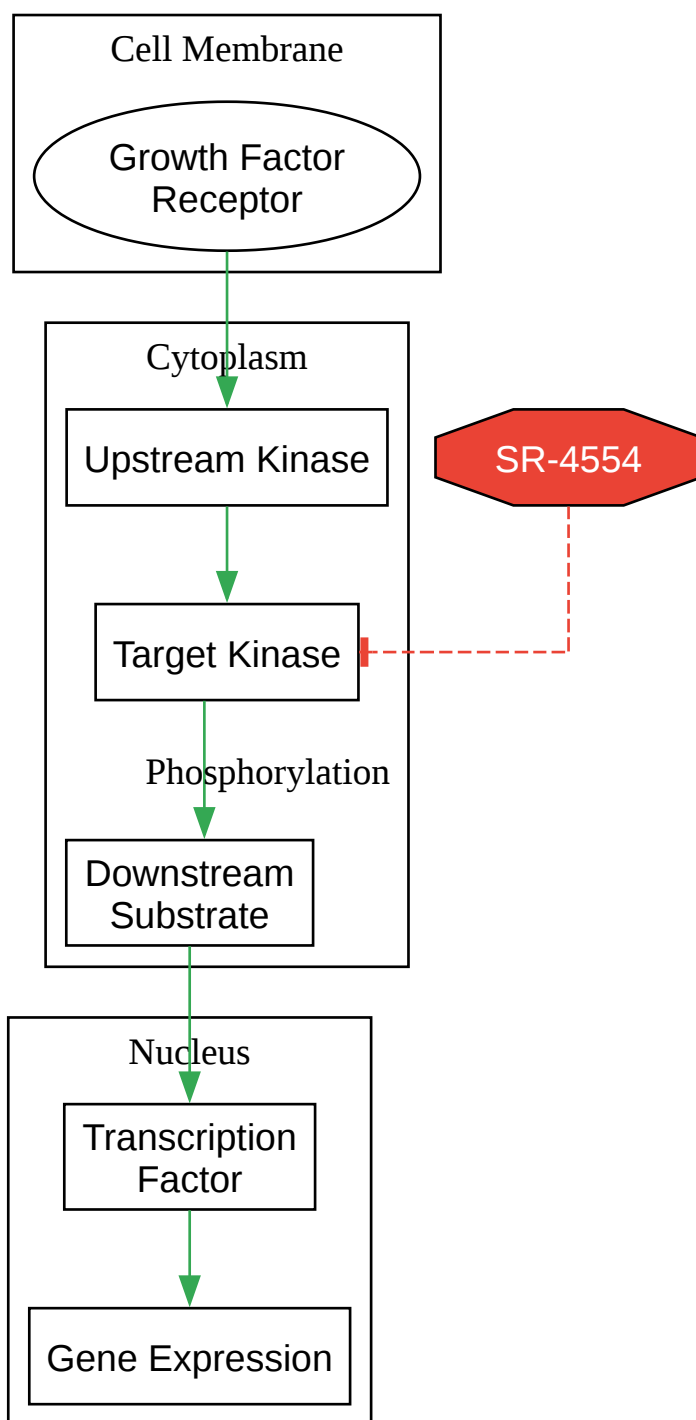 Cell Membrane
Growth Factor
Receptor
Cytoplasm
Upstream Kinase
SR-4554
Target Kinase
Phosphorylation
Downstream
Substrate
Nucleus
Transcription
Factor
Gene Expression